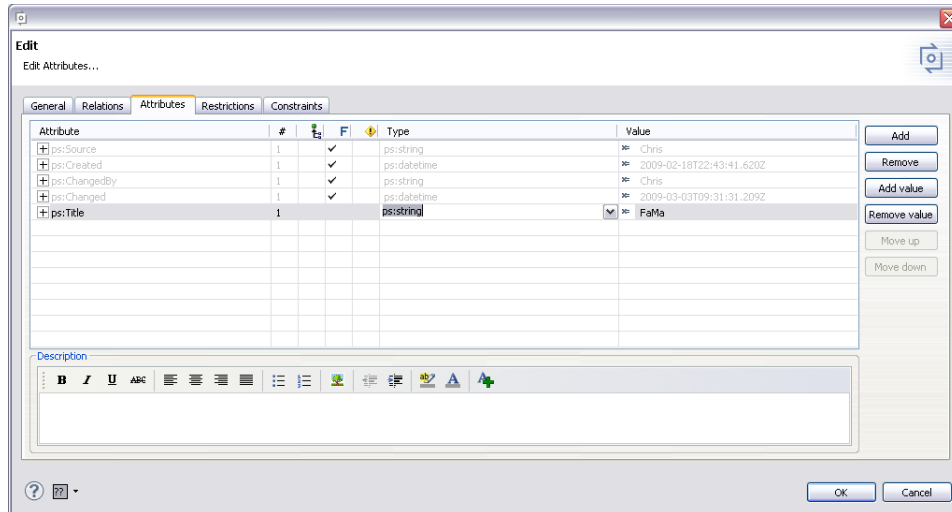 Edit
Edit Attributes...
General Relations Attributes Restrictions Constraints
Attribute # F Type Value
ps:Source 1 ps:string Chris
ps:Created 1 ps:datetime 2009-02-18T22:43:41.620Z
ps:ChangedBy 1 ps:string Chris
ps:Changed 1 ps:datetime 2009-03-03T09:31:31.209Z
ps:Title 1 ps:string FaMa
Add
Remove
Add value
Remove value
Move up
Move down
Description
B I U ABC ab A A
? ??
OK Cancel